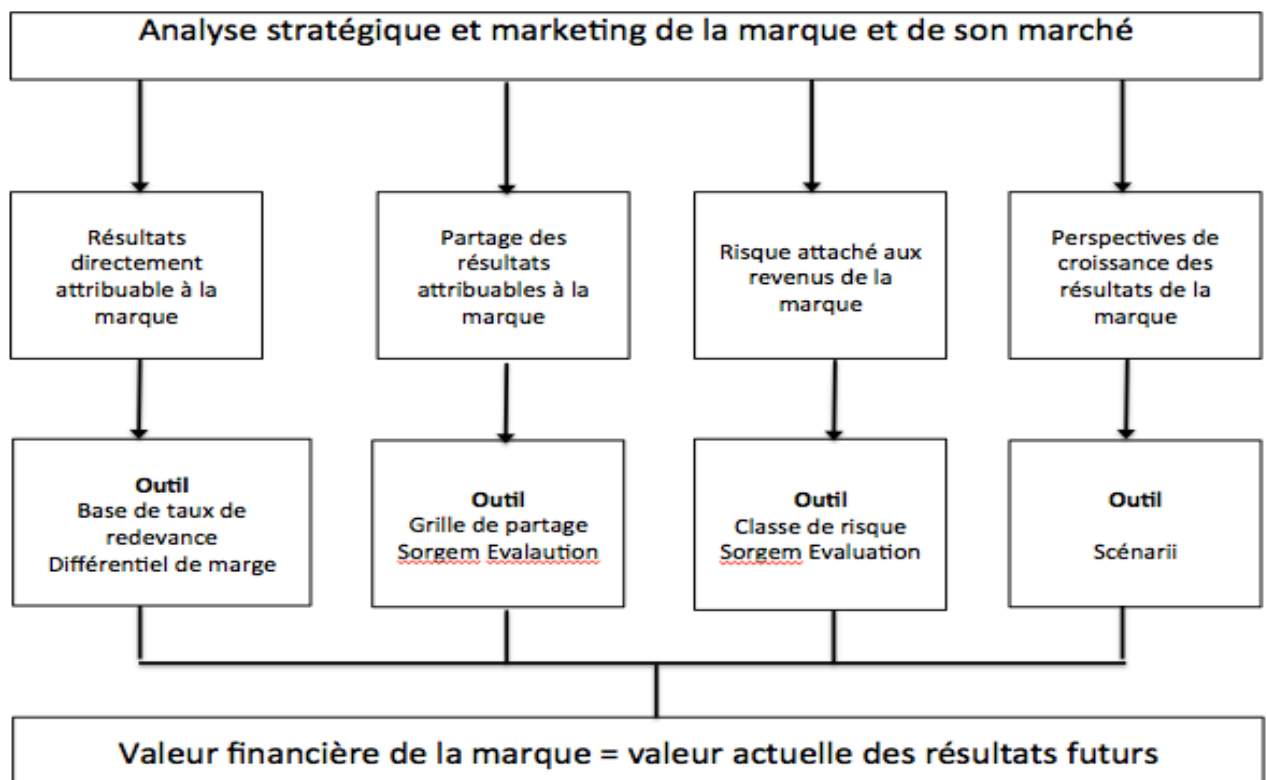 Analyse stratégique et marketing de la marque et de son marché
Résultats
directement
attribuable à la
marque
Partage des
résultats
attribuables à la
marque
Risque attaché aux
revenus de la
marque
Perspectives de
croissance des
résultats de la
marque
Outil
Base de taux de
redevance
Différentiel de marge
Outil
Grille de partage
Sorgem Evalaution
Outil
Classe de risque
Sorgem Evaluation
Outil
Scénarii
Valeur financière de la marque = valeur actuelle des résultats futurs